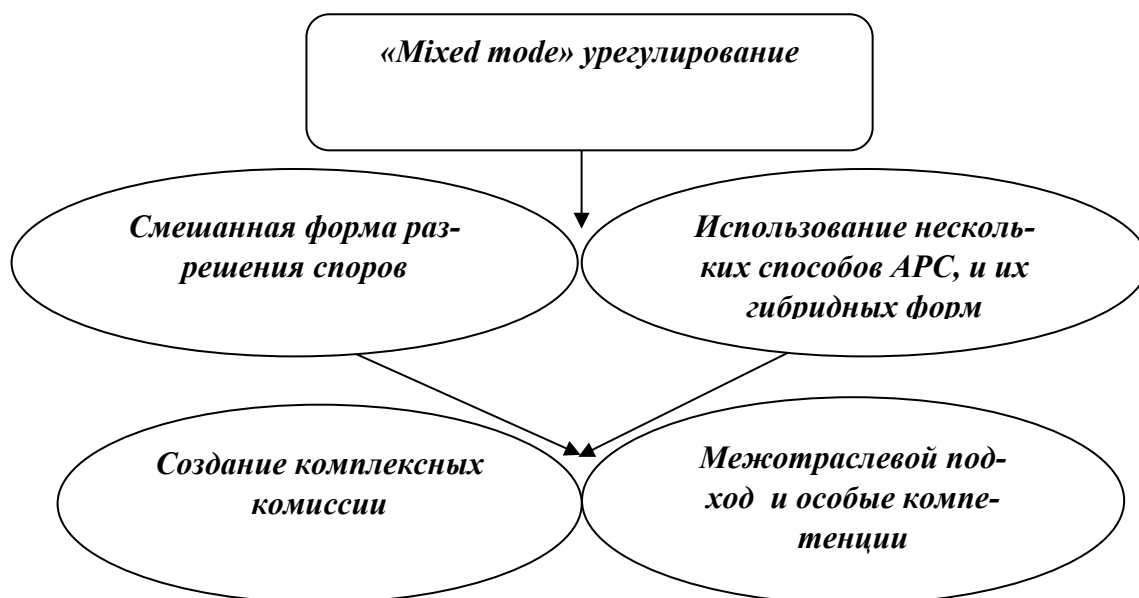 «Mixed mode» урегулирование
Смешанная форма раз-
решения споров
Использование несколь-
ких способов АРС, и их
гибридных форм
Создание комплексных
комиссии
Межотраслевой под-
ход и особые компе-
тенции